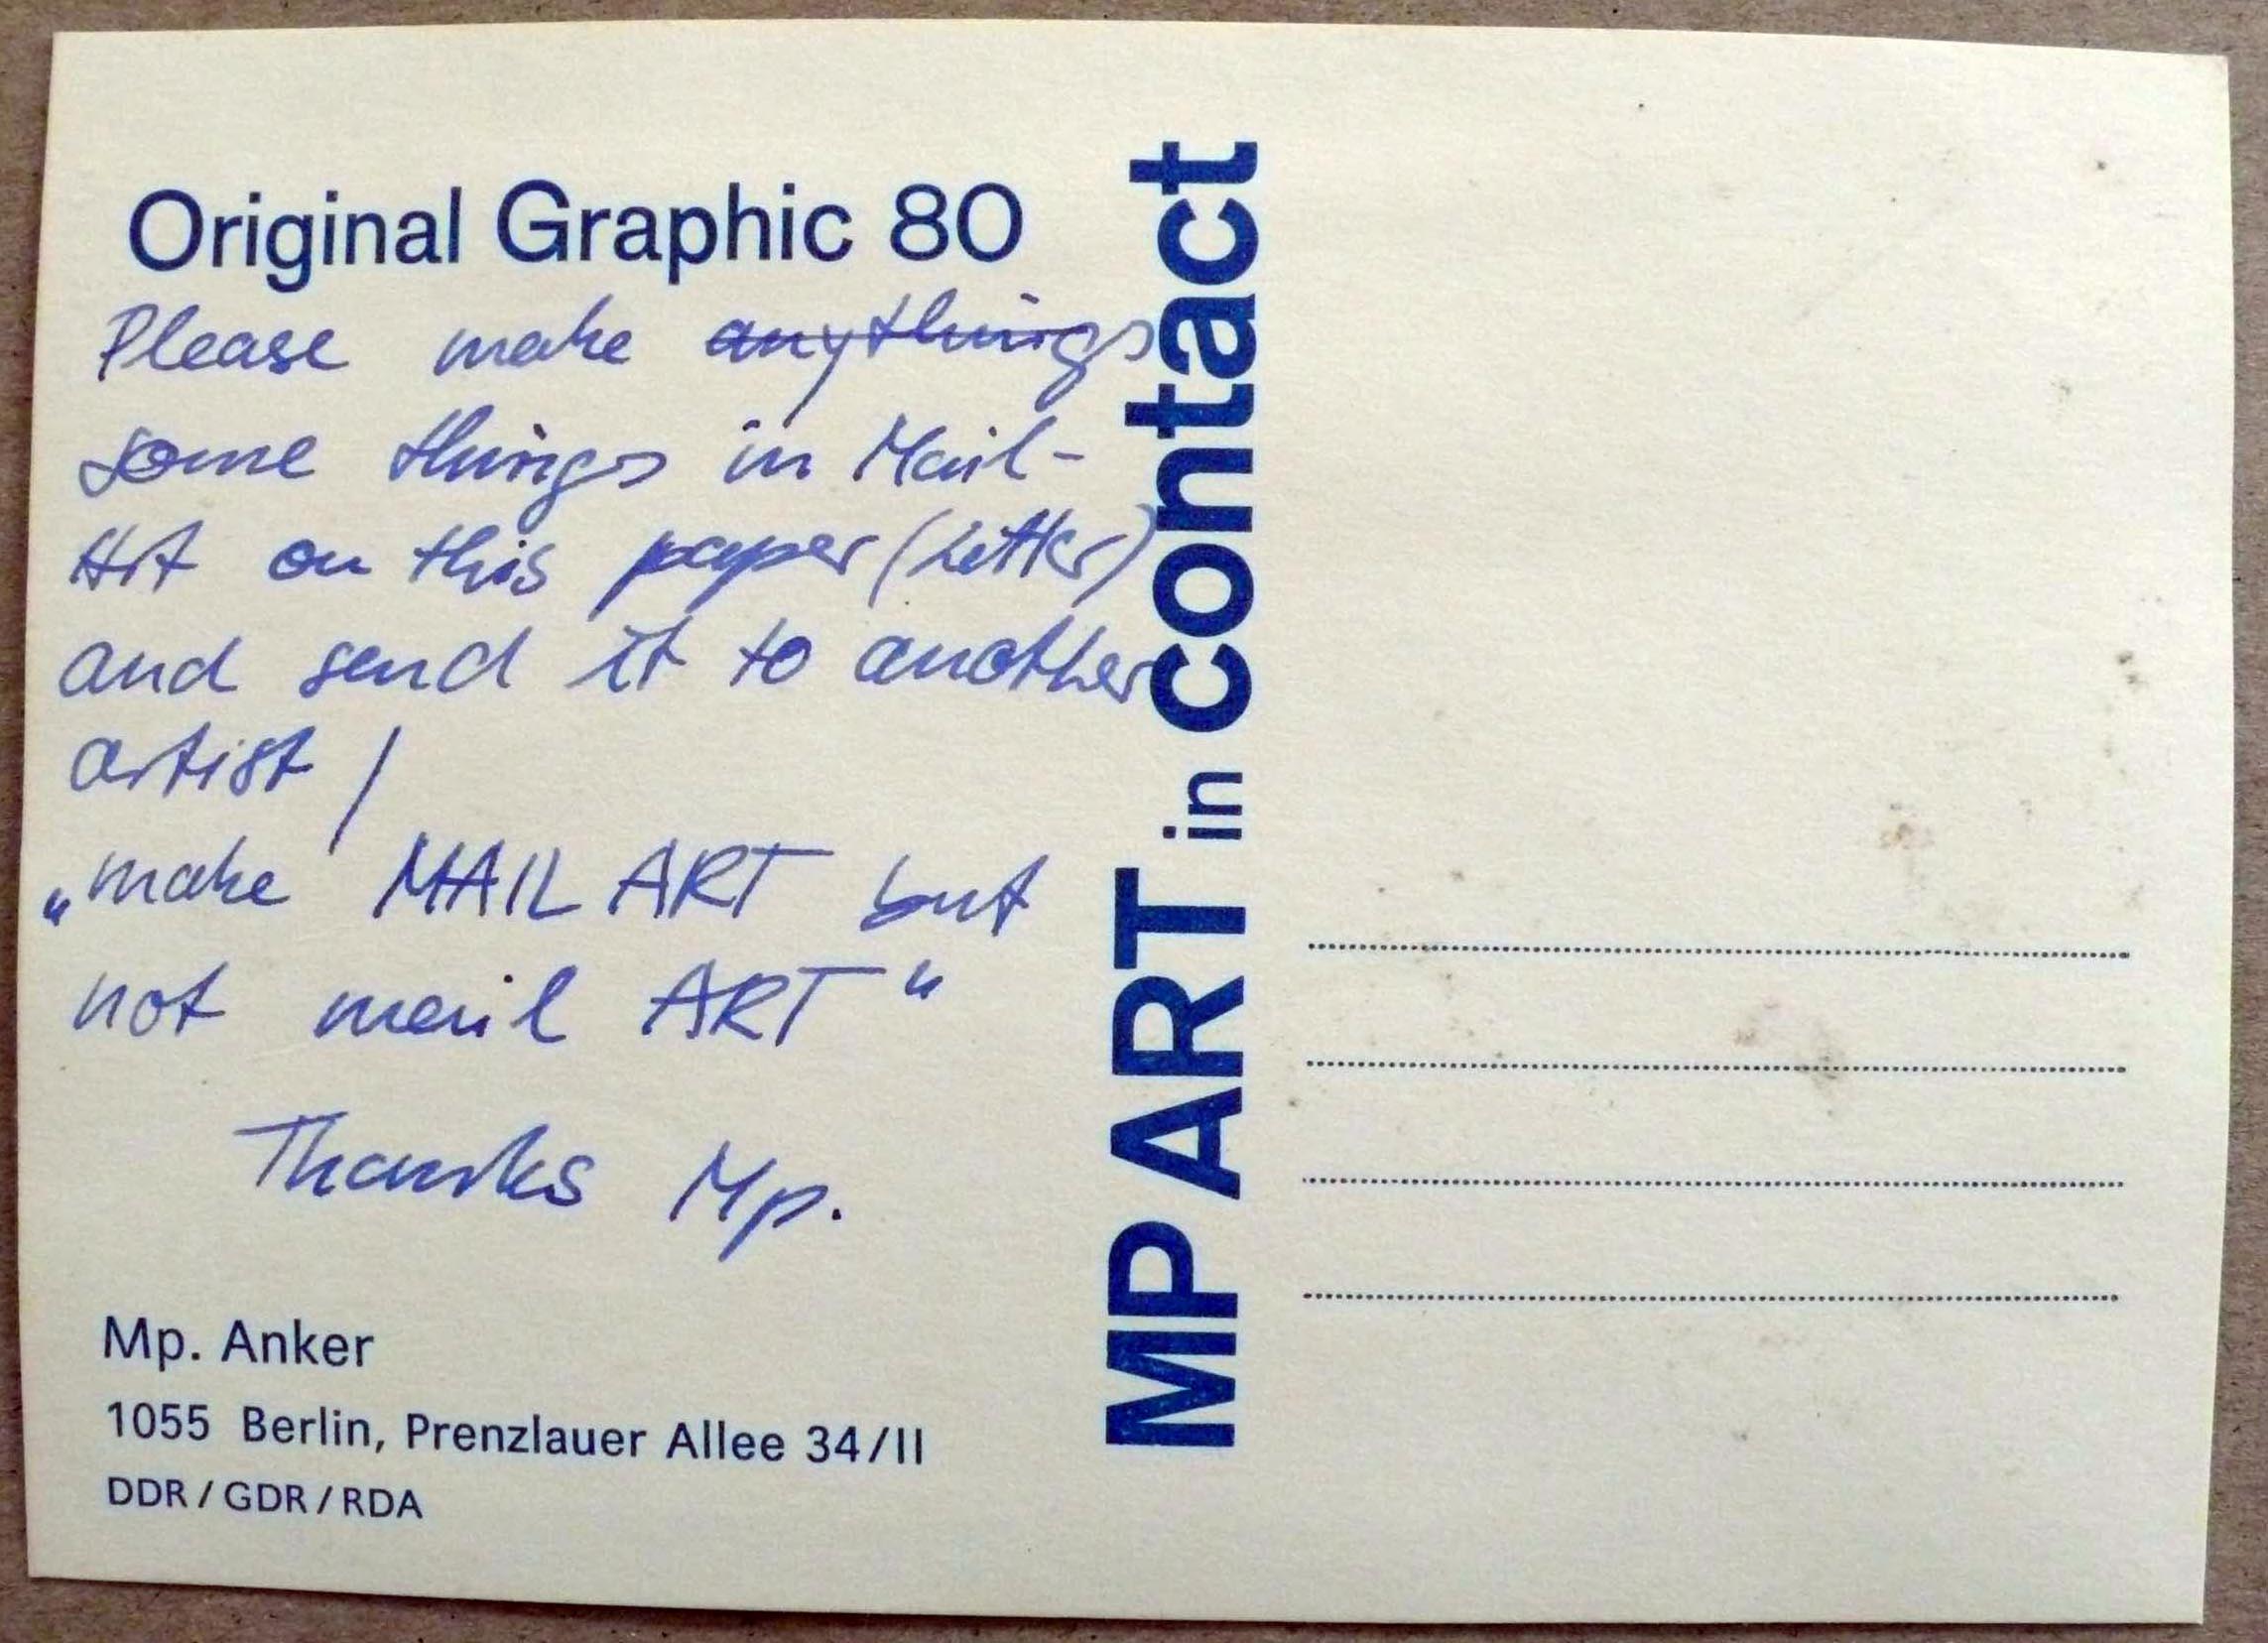 Original Graphic 80
Please make anythings
some things in Mail-
Art on this paper (Letter)
and send it to another
artist /
„make MAIL ART but
not mail ART“
Thanks Mp.
Mp. Anker
1055 Berlin, Prenzlauer Allee 34/II
DDR / GDR / RDA
MP ART in contact